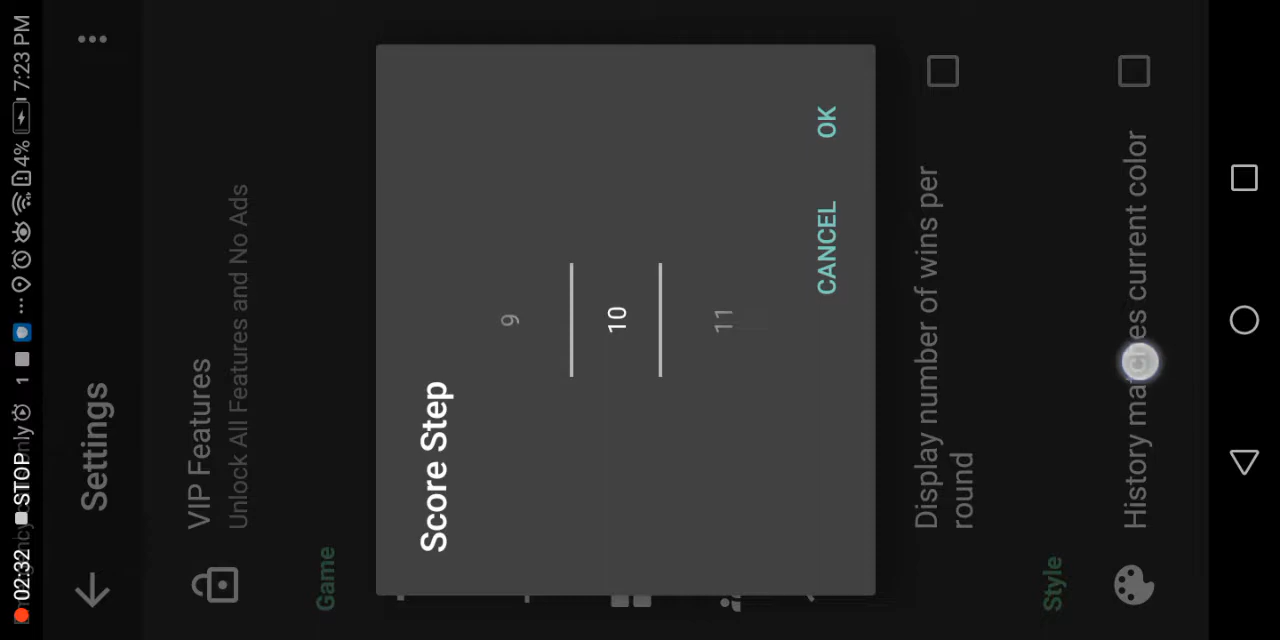 02:32 STOP
1
4% 7:23 PM
Settings
VIP Features
Unlock All Features and No Ads
Game
Score Step
9
10
11
CANCEL OK
Display number of wins per
round
Style
History matches current color